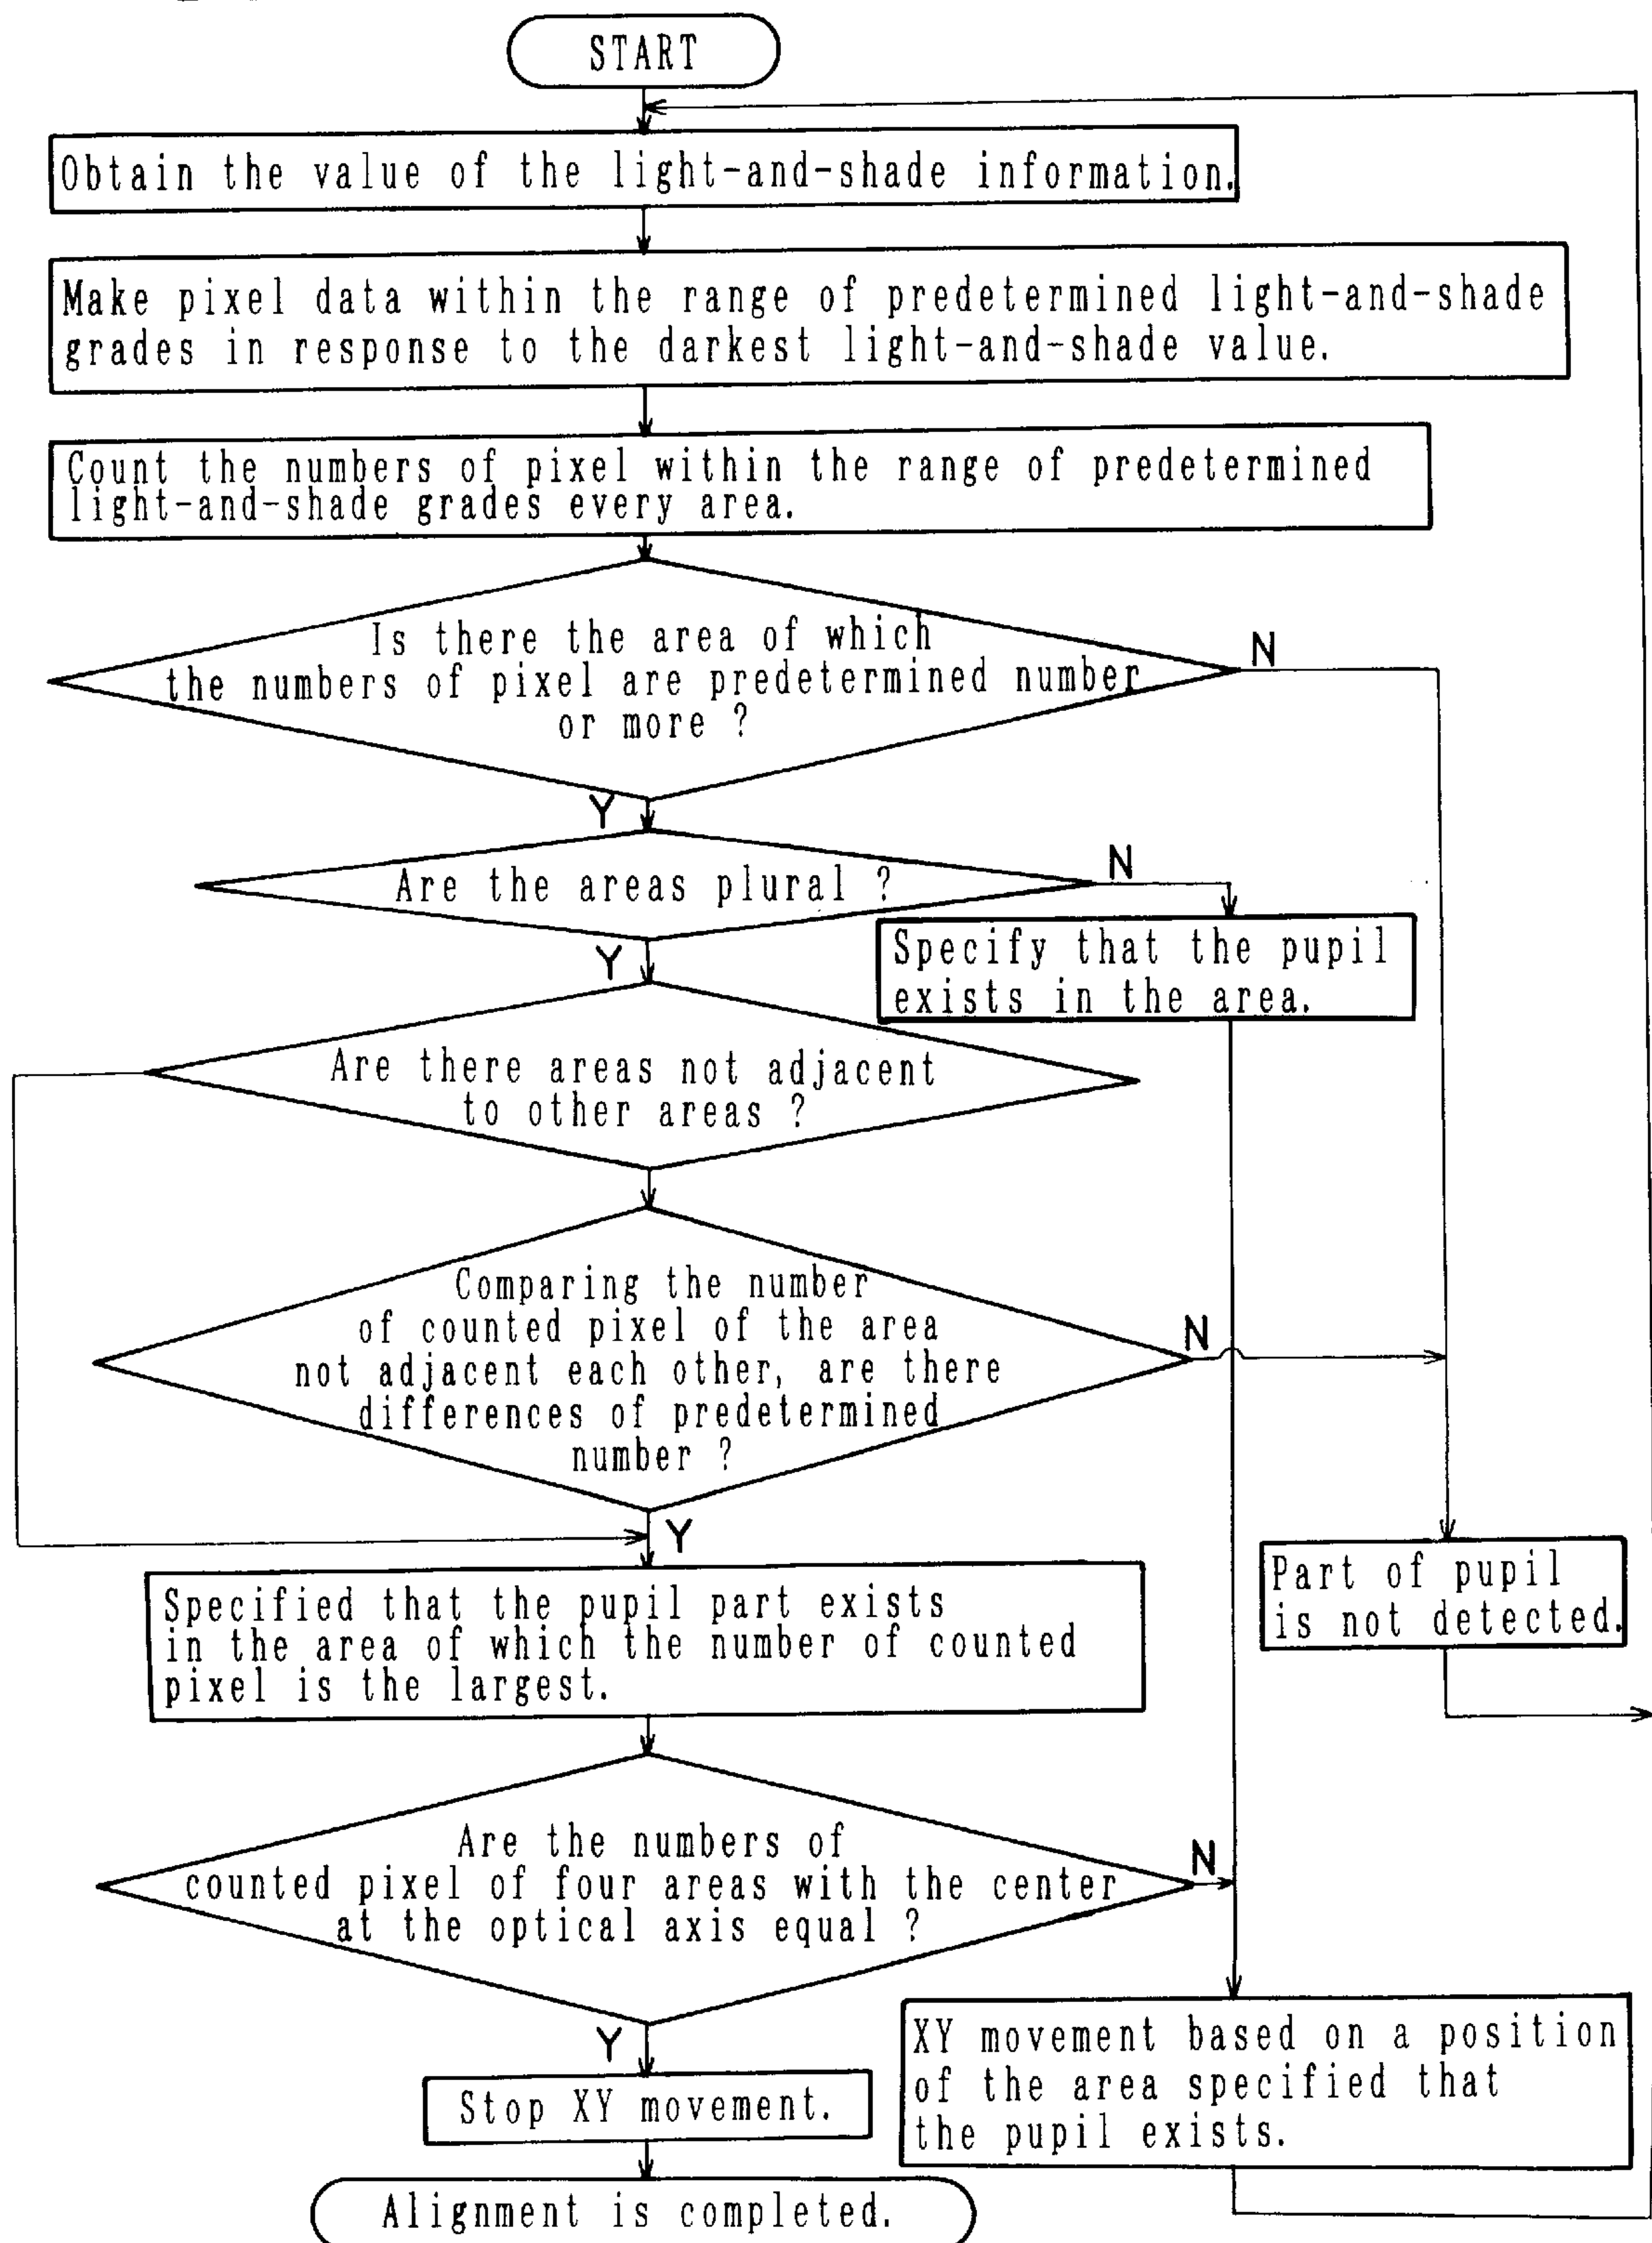 START
Obtain the value of the light-and-shade information.
Make pixel data within the range of predetermined light-and-shade
grades in response to the darkest light-and-shade value.
Count the numbers of pixel within the range of predetermined
light-and-shade grades every area.
Is there the area of which
the numbers of pixel are predetermined number
or more ?
N
Y
Are the areas plural ?
N
Y
Specify that the pupil
exists in the area.
Are there areas not adjacent
to other areas ?
Comparing the number
of counted pixel of the area
not adjacent each other, are there
differences of predetermined
number ?
N
Y
Part of pupil
is not detected.
Specified that the pupil part exists
in the area of which the number of counted
pixel is the largest.
Are the numbers of
counted pixel of four areas with the center
at the optical axis equal ?
N
Y
XY movement based on a position
of the area specified that
the pupil exists.
Stop XY movement.
Alignment is completed.